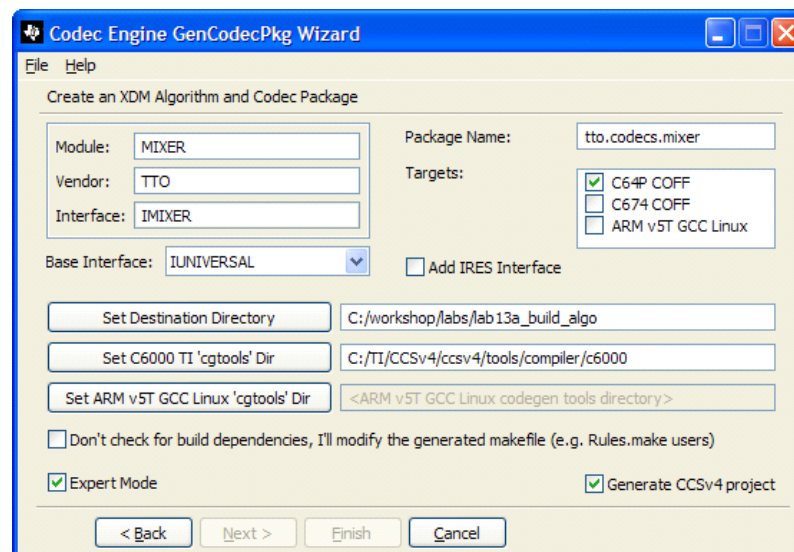 Codec Engine GenCodecPkg Wizard
File Help
Create an XDM Algorithm and Codec Package
Module: MIXER
Vendor: TTO
Interface: IMIXER
Package Name: tto.codecs.mixer
Targets:
C64P COFF
C674 COFF
ARM v5T GCC Linux
Base Interface: IUNIVERSAL
Add IRES Interface
Set Destination Directory C:/workshop/labs/lab13a_build_algo
Set C6000 TI 'cgtools' Dir C:/TI/CCSv4/ccsv4/tools/compiler/c6000
Set ARM v5T GCC Linux 'cgtools' Dir <ARM v5T GCC Linux codegen tools directory>
Don't check for build dependencies, I'll modify the generated makefile (e.g. Rules.make users)
Expert Mode
Generate CCSv4 project
< Back Next > Finish Cancel